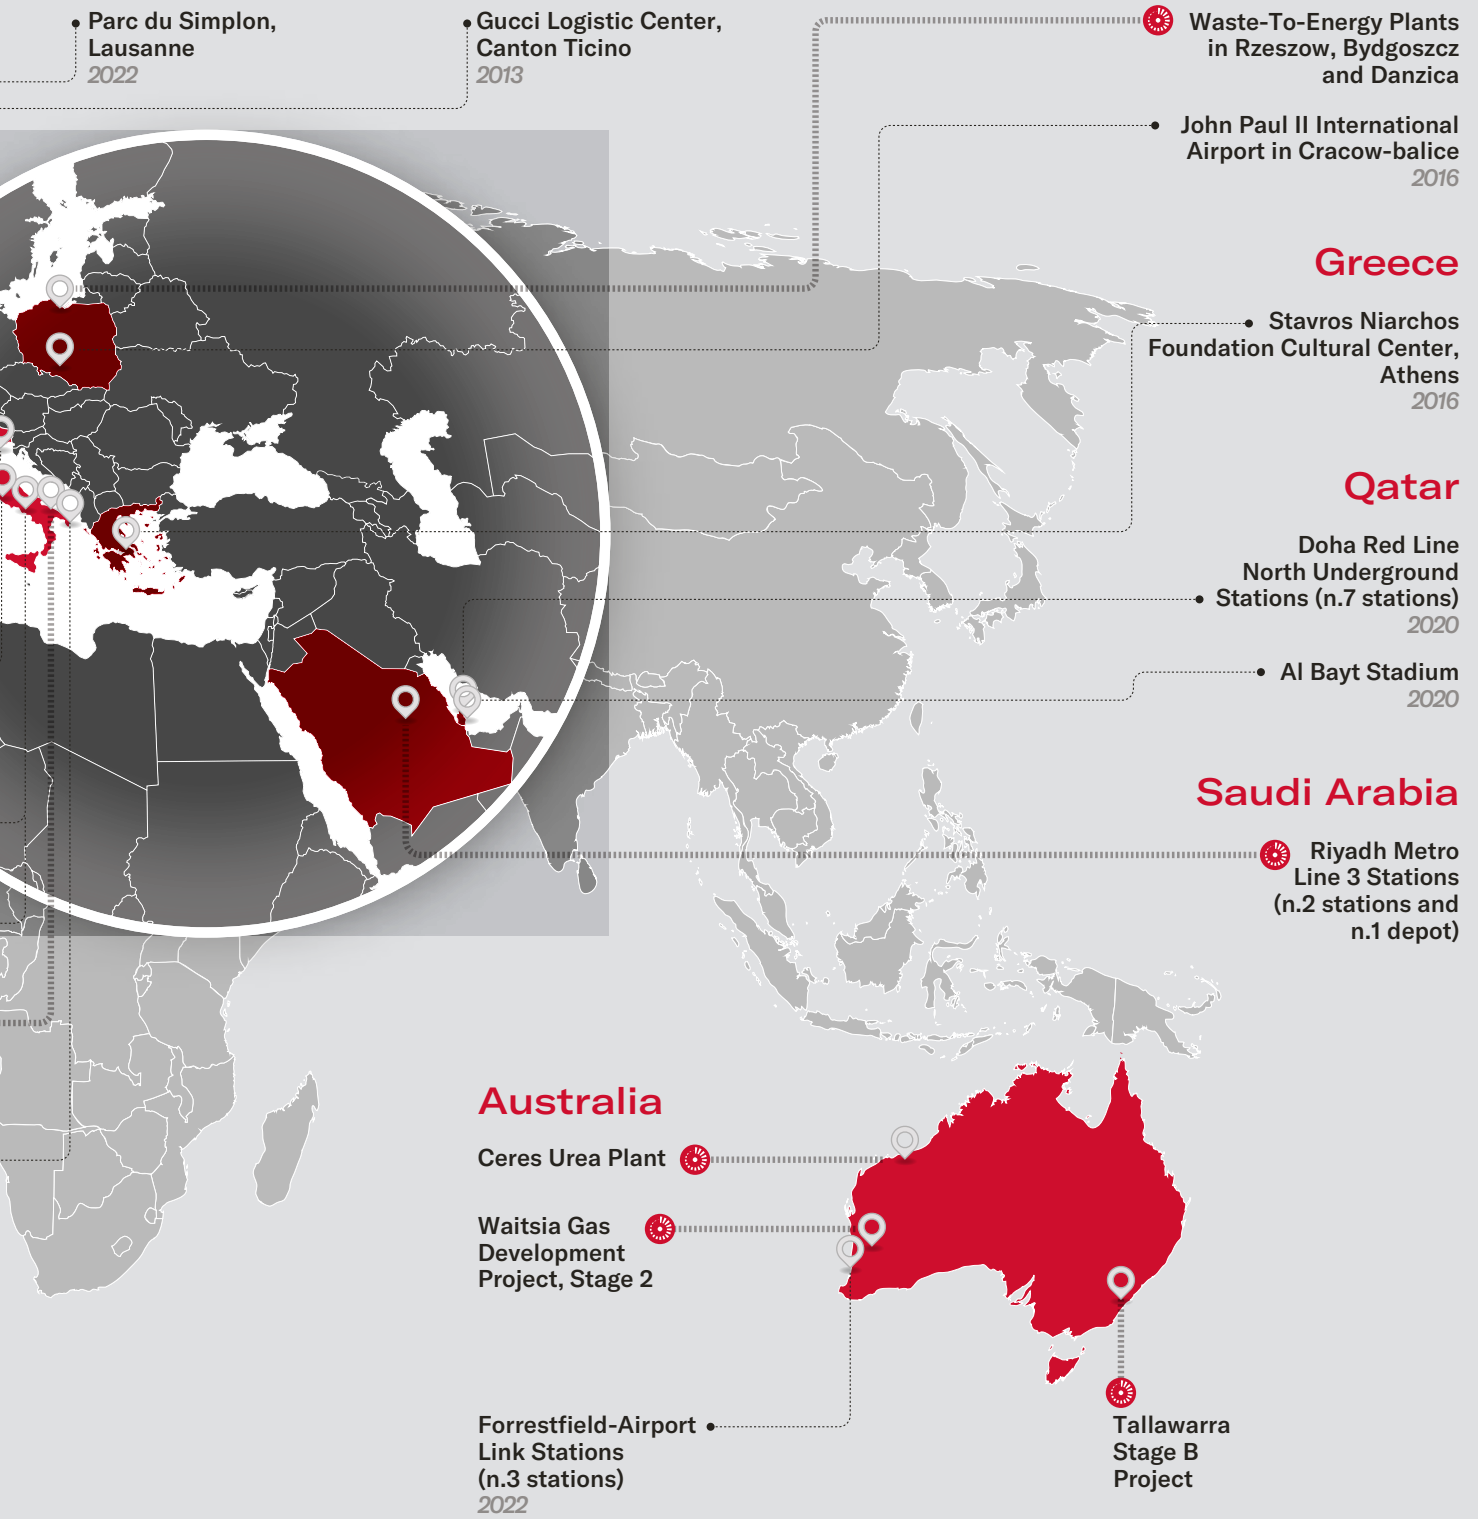 Parc du Simplon,
Lausanne
2022
Gucci Logistic Center,
Canton Ticino
2013
Waste-To-Energy Plants
in Rzeszow, Bydgoszcz
and Danzica
John Paul II International
Airport in Cracow-balice
2016
Greece
Stavros Niarchos
Foundation Cultural Center,
Athens
2016
Qatar
Doha Red Line
North Underground
Stations (n.7 stations)
2020
Al Bayt Stadium
2020
Saudi Arabia
Riyadh Metro
Line 3 Stations
(n.2 stations and
n.1 depot)
Australia
Ceres Urea Plant
Waitsia Gas
Development
Project, Stage 2
Forrestfield-Airport
Link Stations
(n.3 stations)
2022
Tallawarra
Stage B
Project